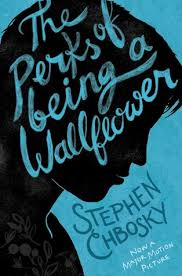 The
Perks of
being a
Wallflower
STEPHEN
CHBOSKY
NOW A
MAJOR MOTION
PICTURE